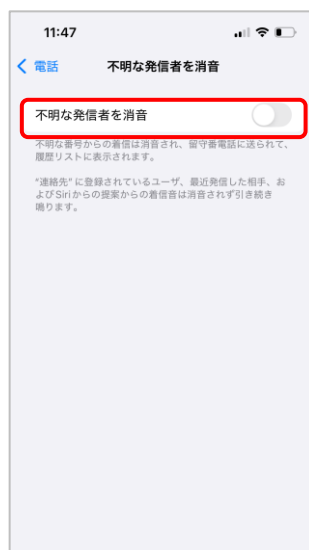 11:47
電話 不明な発信者を消音
不明な発信者を消音
不明な番号からの着信は消音され、留守番電話に送られて、
履歴リストに表示されます。
“連絡先”に登録されているユーザ、最近発信した相手、お
よびSiriからの提案からの着信音は消音されず引き続き
鳴ります。